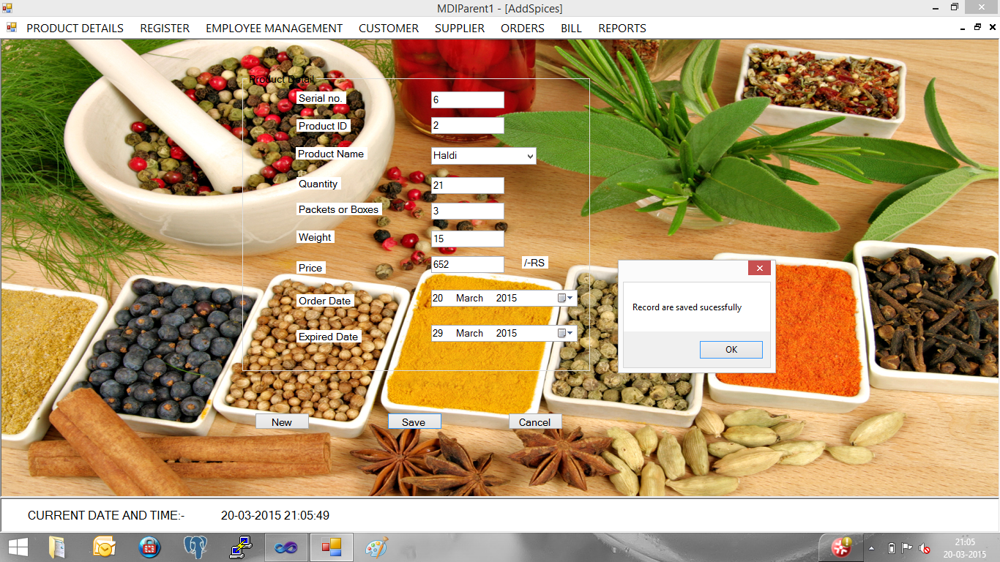 MDIParent1 - [AddSpices]
PRODUCT DETAILS REGISTER EMPLOYEE MANAGEMENT CUSTOMER SUPPLIER ORDERS BILL REPORTS
Product Detail
Serial no. 6
Product ID 2
Product Name Haldi
Quantity 21
Packets or Boxes 3
Weight 15
Price 652 /-RS
Order Date 20 March 2015
Expired Date 29 March 2015
Record are saved sucessfully
OK
New Save Cancel
CURRENT DATE AND TIME:- 20-03-2015 21:05:49
21:05
20-03-2015